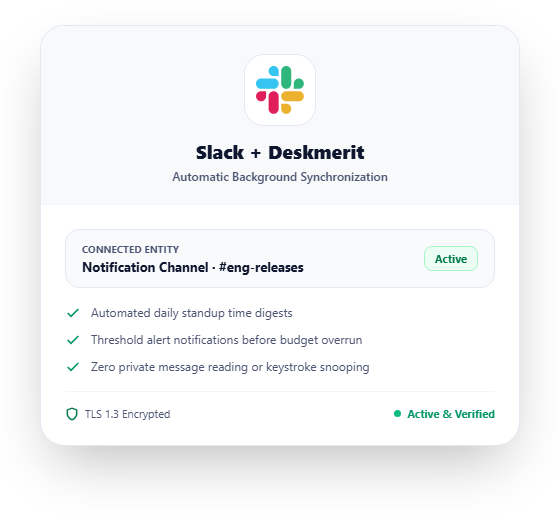 Slack + Deskmerit
Automatic Background Synchronization
CONNECTED ENTITY
Notification Channel · #eng-releases
Active
Automated daily standup time digests
Threshold alert notifications before budget overrun
Zero private message reading or keystroke snooping
TLS 1.3 Encrypted
Active & Verified